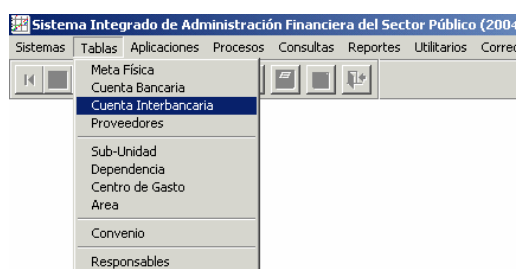 Sistema Integrado de Administración Financiera del Sector Público (2004
Sistemas Tablas Aplicaciones Procesos Consultas Reportes Utilitarios Correo
Meta Física
Cuenta Bancaria
Cuenta Interbancaria
Proveedores
Sub-Unidad
Dependencia
Centro de Gasto
Area
Convenio
Responsables